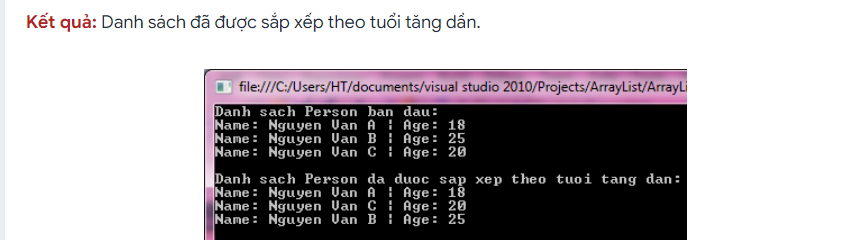 Kết quả: Danh sách đã được sắp xếp theo tuổi tăng dần.
file:///C:/Users/HT/documents/visual studio 2010/Projects/ArrayList/ArrayLi
Danh sach Person ban dau:
Name: Nguyen Van A ¦ Age: 18
Name: Nguyen Van B ¦ Age: 25
Name: Nguyen Van C ¦ Age: 20
Danh sach Person da duoc sap xep theo tuoi tang dan:
Name: Nguyen Van A ¦ Age: 18
Name: Nguyen Van C ¦ Age: 20
Name: Nguyen Van B ¦ Age: 25